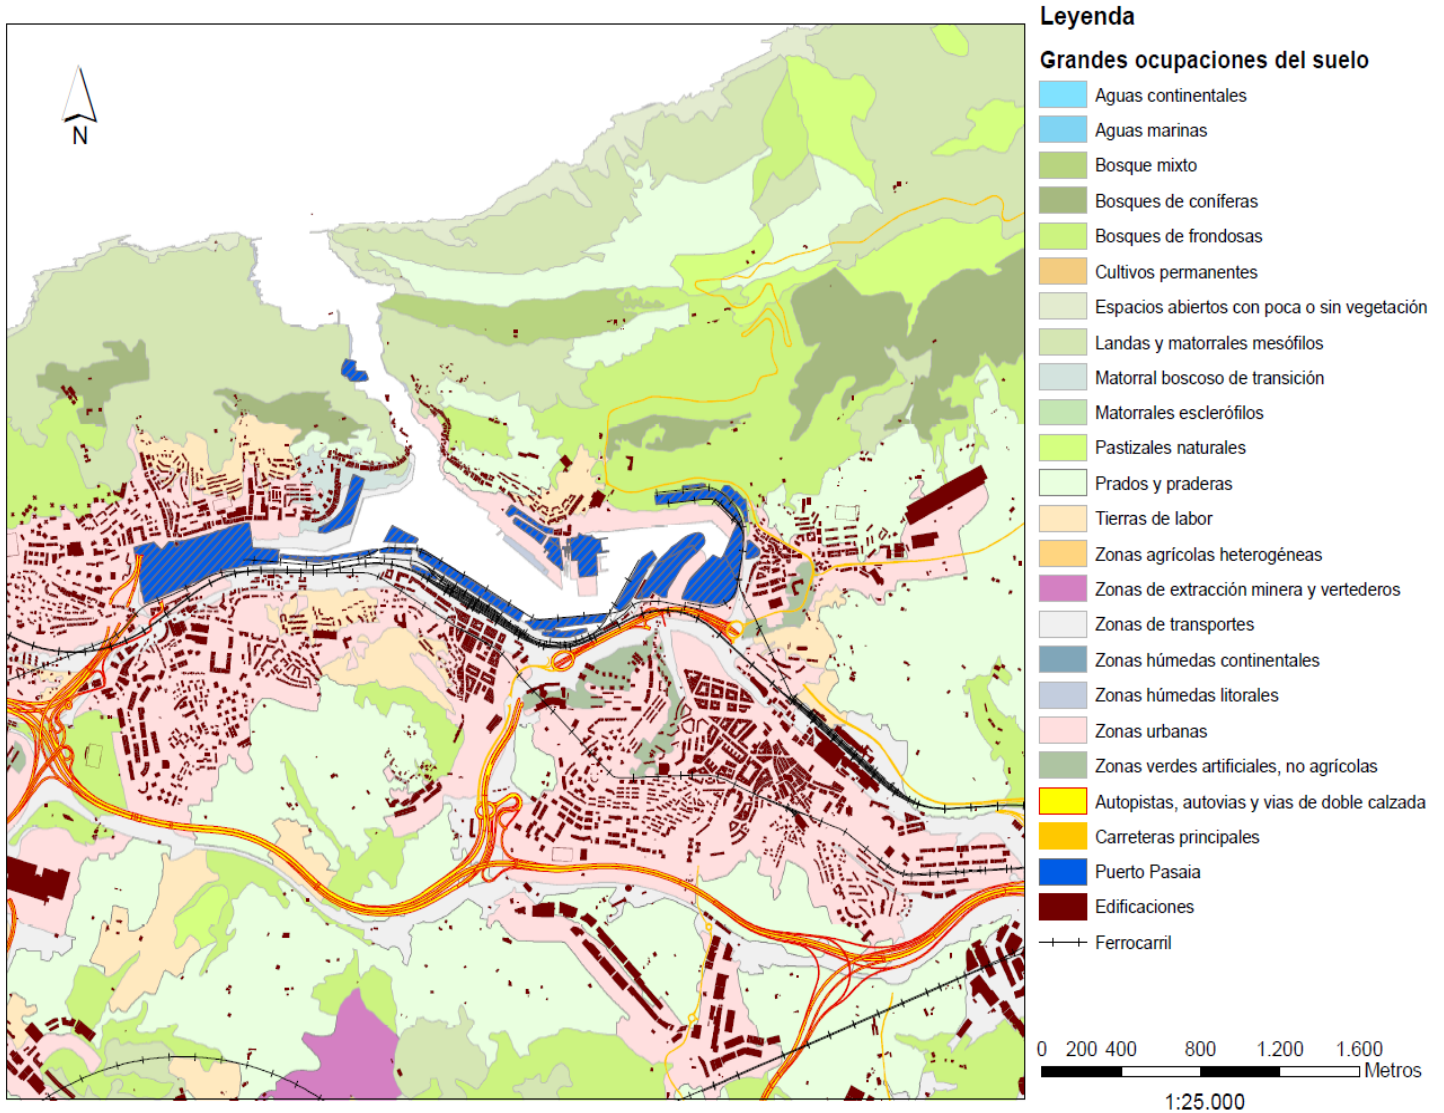 Leyenda
Grandes ocupaciones del suelo
Aguas continentales
Aguas marinas
Bosque mixto
Bosques de coníferas
Bosques de frondosas
Cultivos permanentes
Espacios abiertos con poca o sin vegetación
Landas y matorrales mesófilos
Matorral boscoso de transición
Matorrales esclerófilos
Pastizales naturales
Prados y praderas
Tierras de labor
Zonas agrícolas heterogéneas
Zonas de extracción minera y vertederos
Zonas de transportes
Zonas húmedas continentales
Zonas húmedas litorales
Zonas urbanas
Zonas verdes artificiales, no agrícolas
Autopistas, autovias y vias de doble calzada
Carreteras principales
Puerto Pasaia
Edificaciones
Ferrocarril
0 200 400 800 1.200 1.600
Metros
1:25.000
N